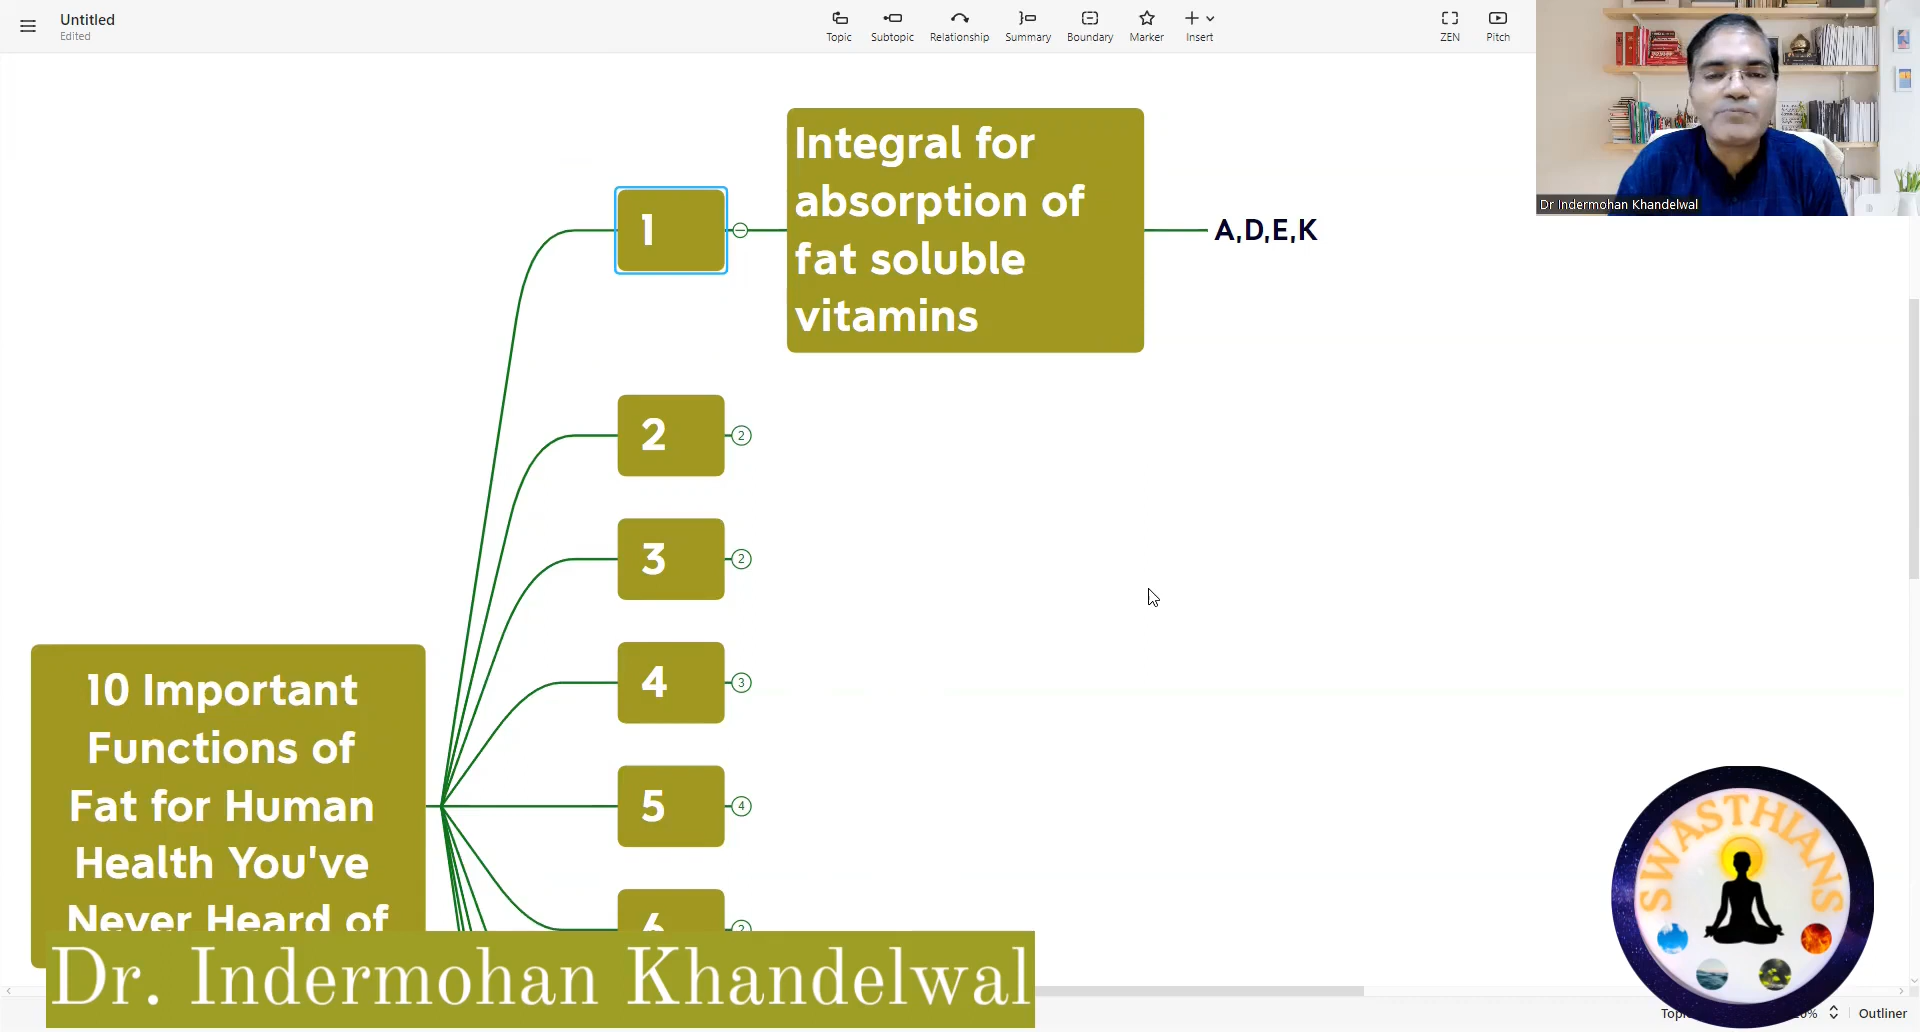 Untitled
Edited
Topic
Subtopic
Relationship
Summary
Boundary
Marker
Insert
ZEN
Pitch
Dr Indermohan Khandelwal
1
Integral for
absorption of
fat soluble
vitamins
A,D,E,K
2
2
3
2
4
3
5
4
6
2
10 Important
Functions of
Fat for Human
Health You've
Never Heard of
Dr. Indermohan Khandelwal
SWASTHIANS
Outliner